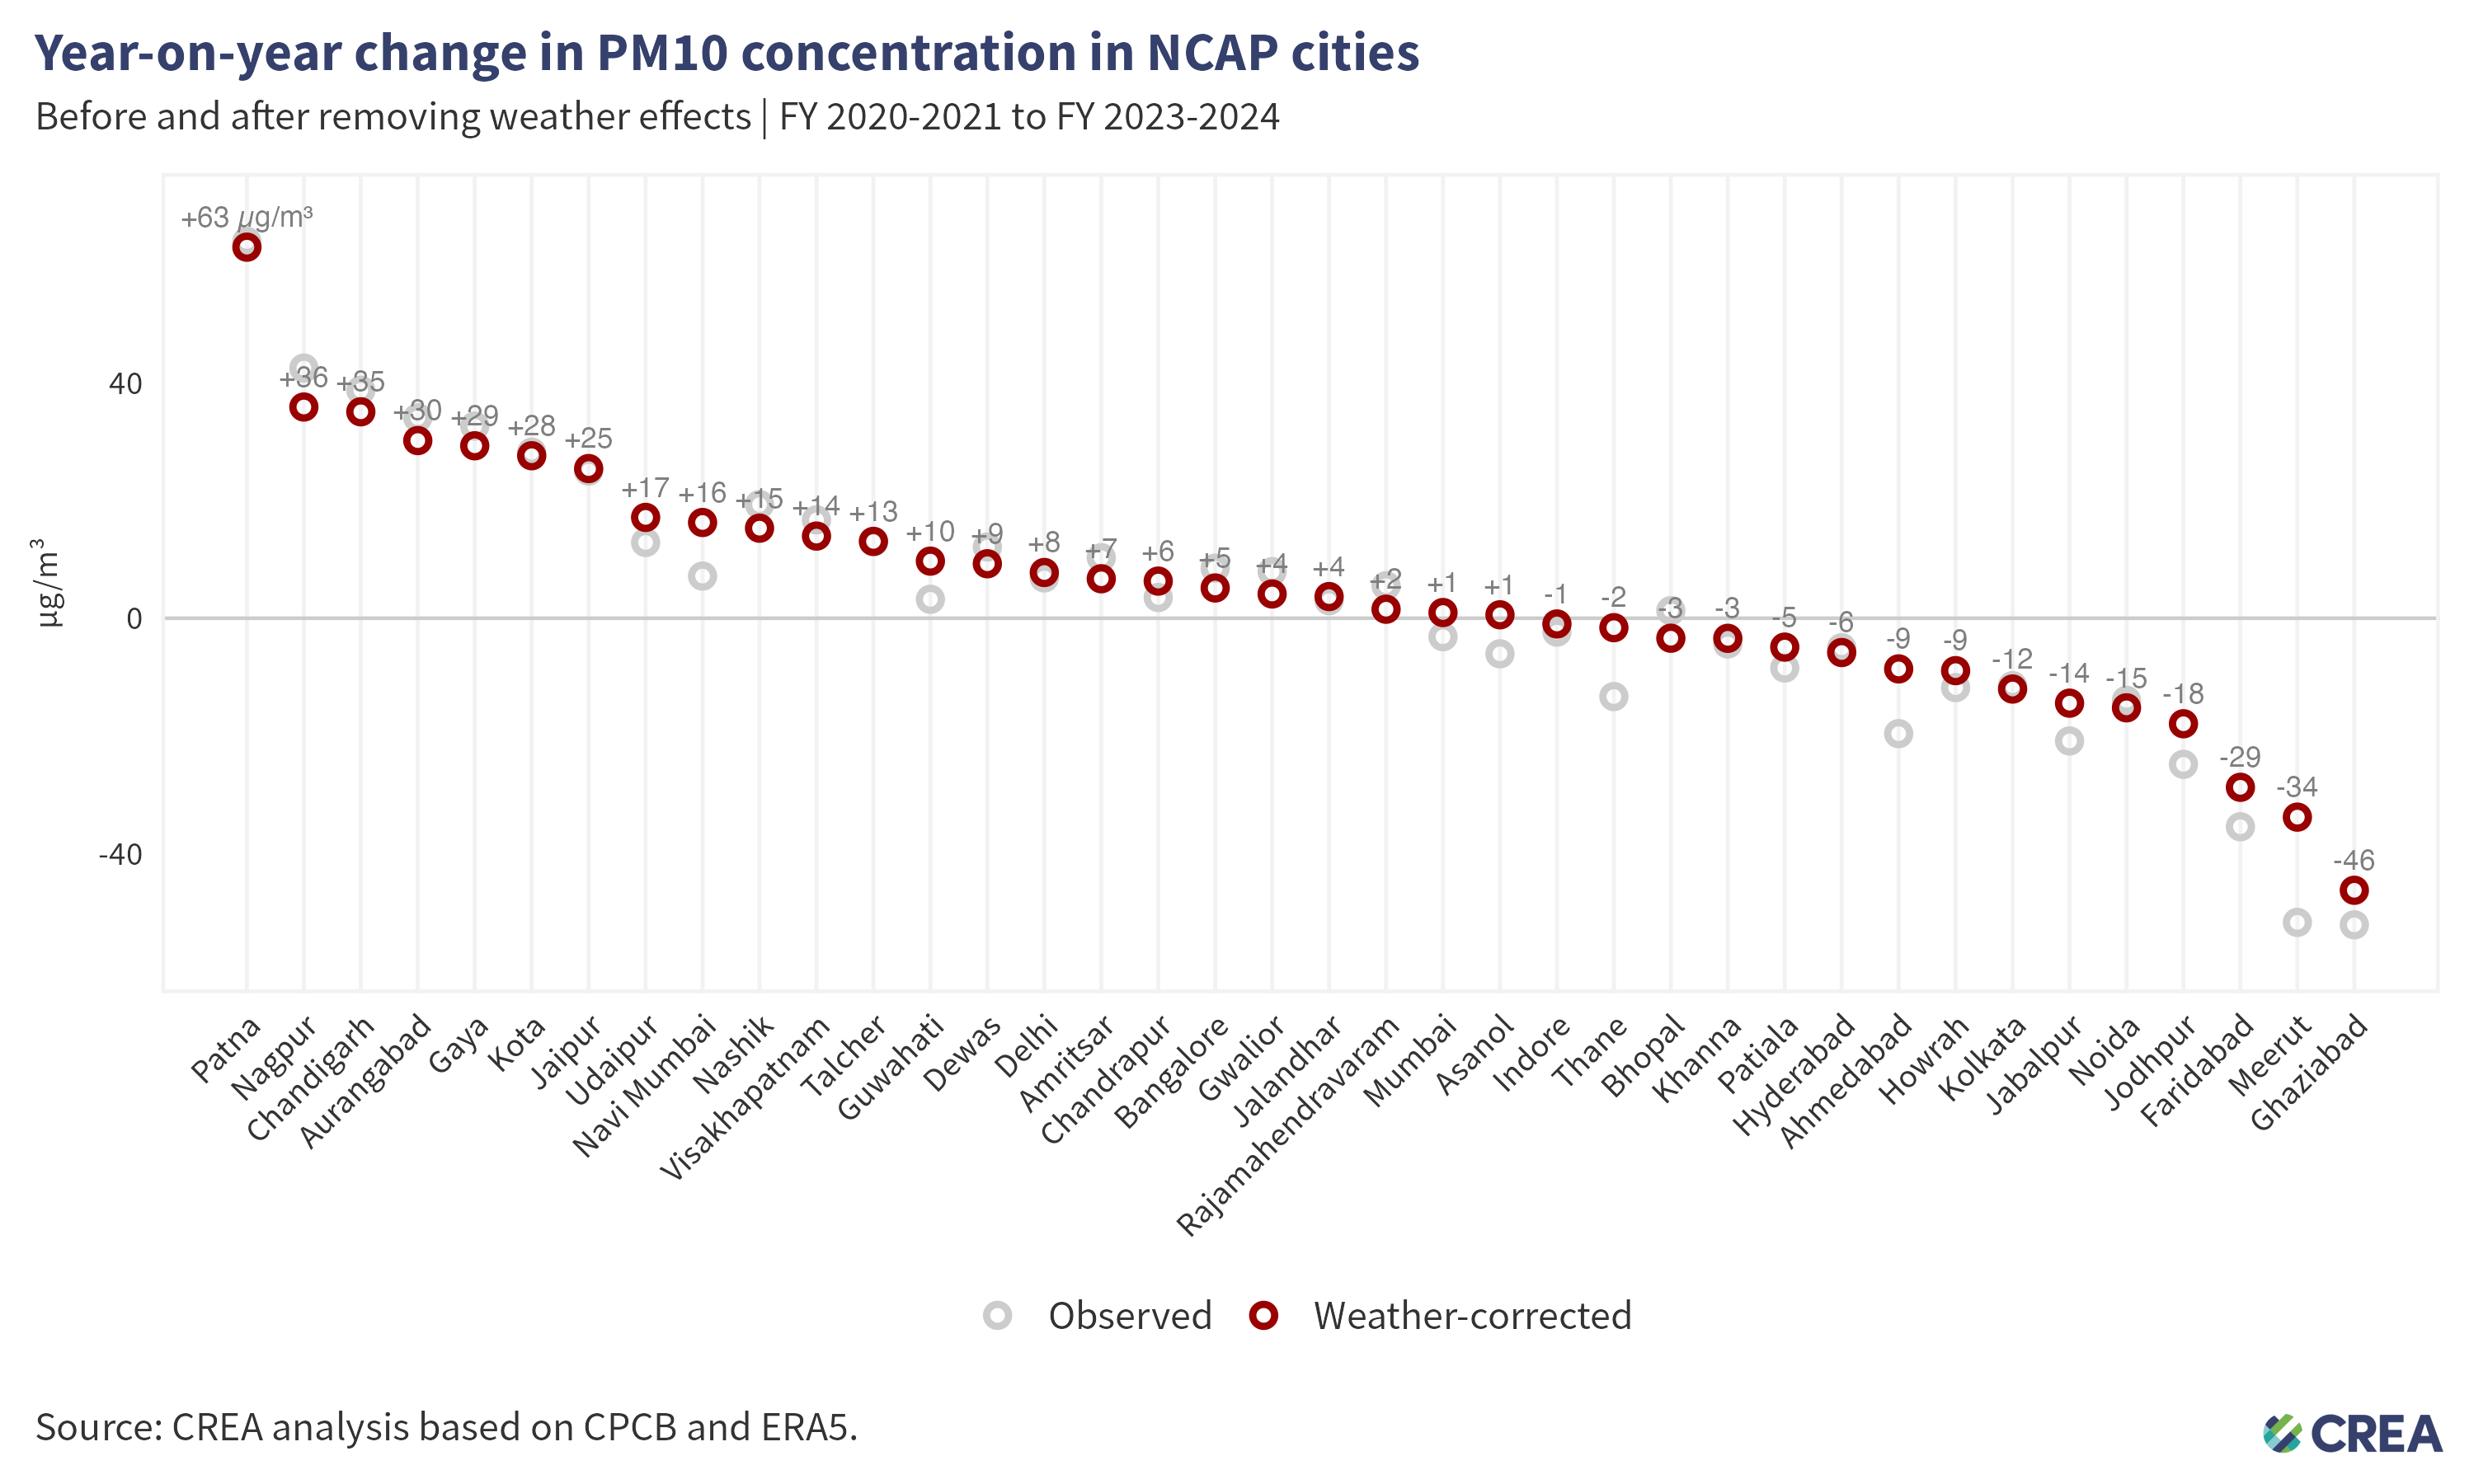 Year-on-year change in PM10 concentration in NCAP cities
Before and after removing weather effects | FY 2020-2021 to FY 2023-2024
+63 µg/m³
+36
+35
+30
+29
+28
+25
+17
+16
+15
+14
+13
+10
+9
+8
+7
+6
+5
+4
+4
+2
+1
+1
-1
-2
-3
-3
-5
-6
-9
-9
-12
-14
-15
-18
-29
-34
-46
40
0
-40
µg/m³
Patna
Nagpur
Chandigarh
Aurangabad
Gaya
Kota
Jaipur
Udaipur
Navi Mumbai
Nashik
Visakhapatnam
Talcher
Guwahati
Dewas
Delhi
Amritsar
Chandrapur
Bangalore
Gwalior
Jalandhar
Rajamahendravaram
Mumbai
Asanol
Indore
Thane
Bhopal
Khanna
Patiala
Hyderabad
Ahmedabad
Howrah
Kolkata
Jabalpur
Noida
Jodhpur
Faridabad
Meerut
Ghaziabad
Observed
Weather-corrected
Source: CREA analysis based on CPCB and ERA5.
CREA